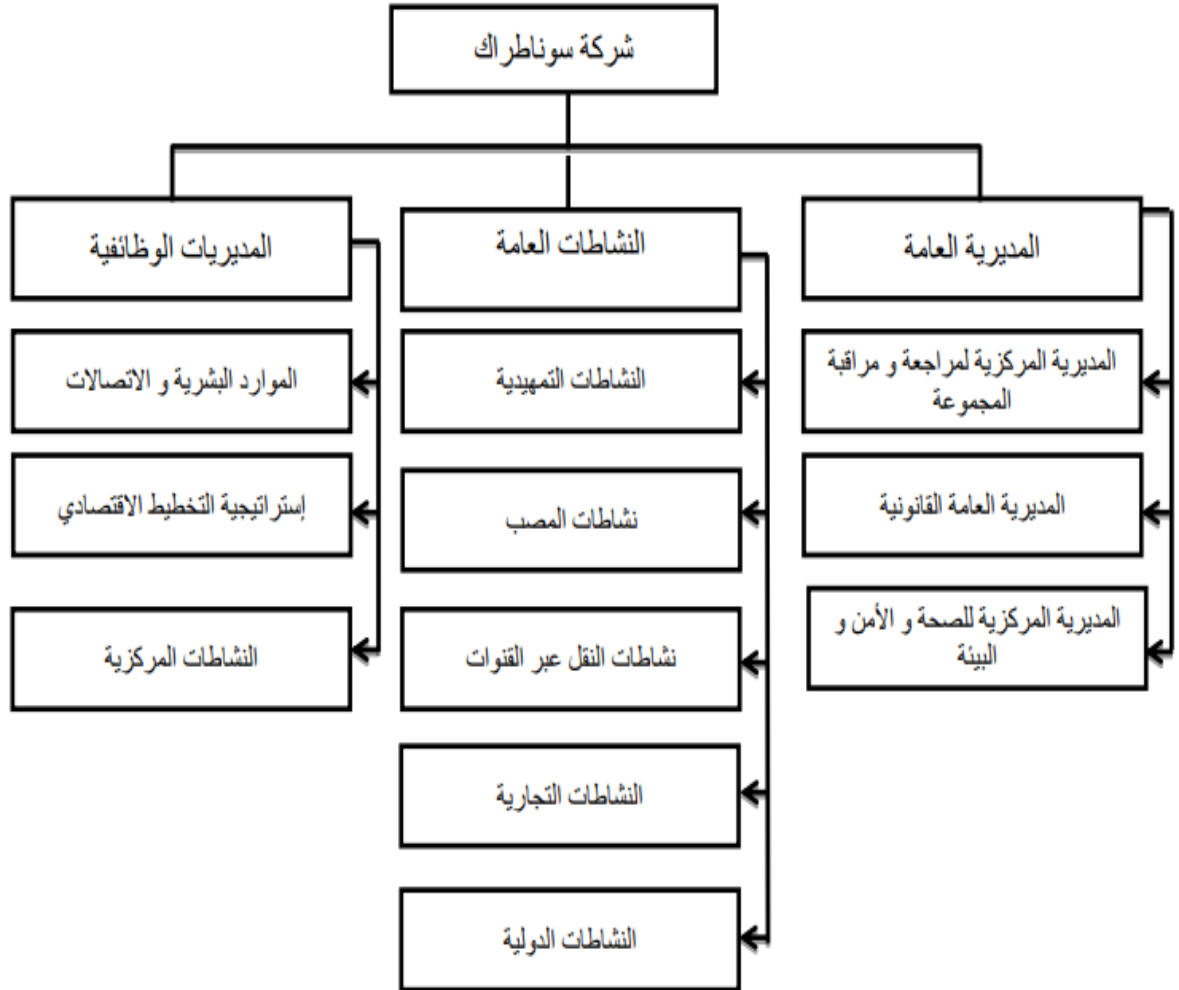 شركة سوناطراك
المديرية العامة
النشاطات العامة
المديريات الوظائفية
المديرية المركزية لمراجعة و مراقبة
المجموعة
النشاطات التمهيدية
الموارد البشرية و الاتصالات
المديرية العامة القانونية
نشاطات المصب
إستراتيجية التخطيط الاقتصادي
المديرية المركزية للصحة و الأمن و
البيئة
نشاطات النقل عبر القنوات
النشاطات المركزية
النشاطات التجارية
النشاطات الدولية